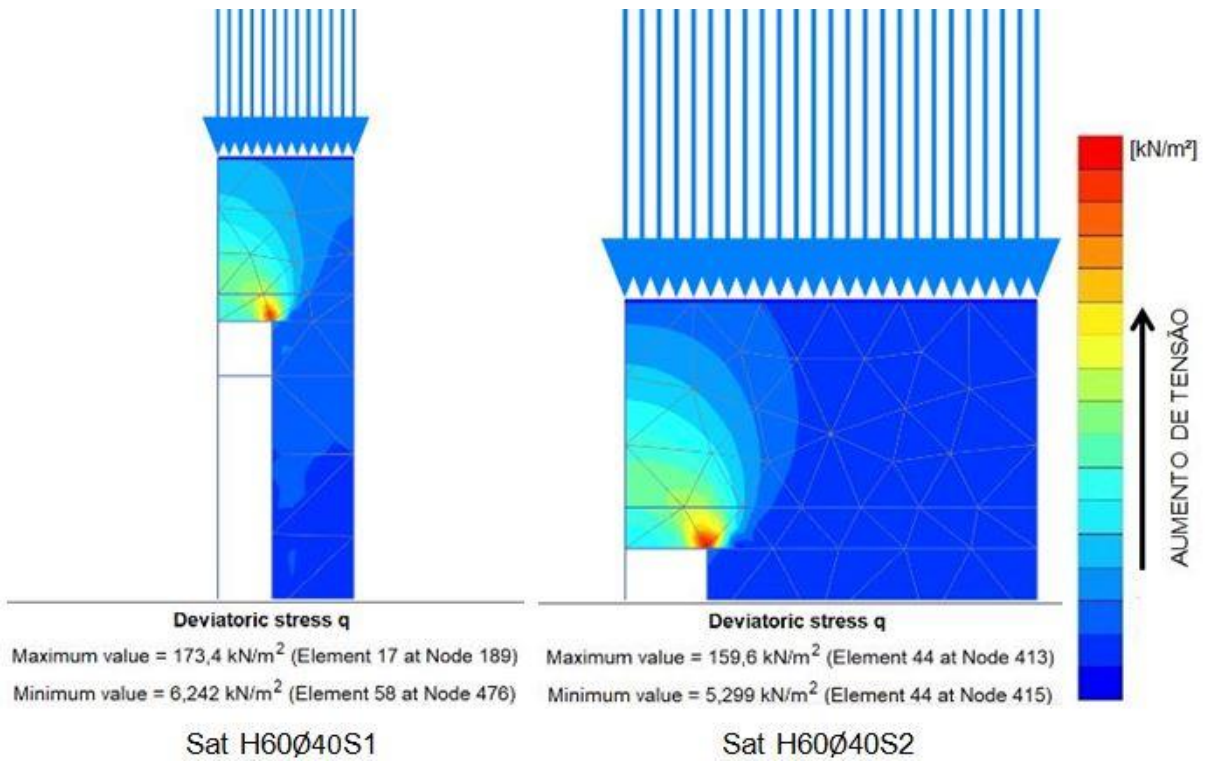 [kN/m²]
AUMENTO DE TENSÃO
Deviatoric stress q
Maximum value = 173,4 kN/m² (Element 17 at Node 189)
Minimum value = 6,242 kN/m² (Element 58 at Node 476)
Sat H60Ø40S1
Deviatoric stress q
Maximum value = 159,6 kN/m² (Element 44 at Node 413)
Minimum value = 5,299 kN/m² (Element 44 at Node 415)
Sat H60Ø40S2